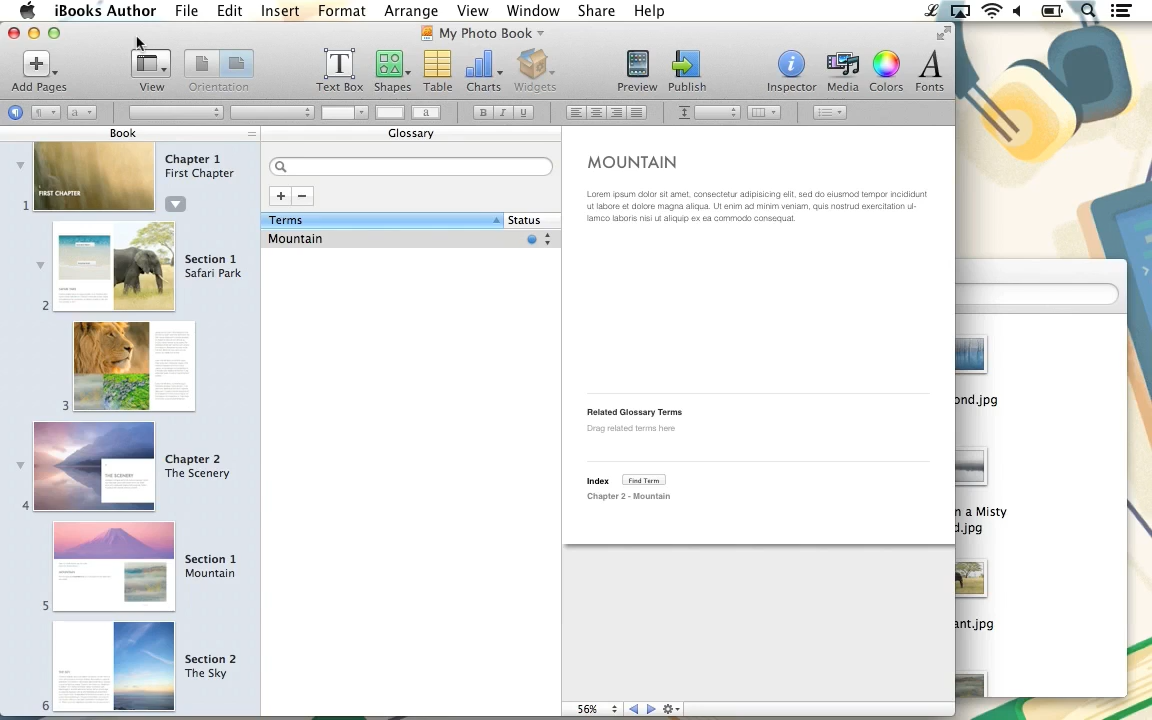 iBooks Author File Edit Insert Format Arrange View Window Share Help
My Photo Book
Add Pages View Orientation Text Box Shapes Table Charts Widgets Preview Publish Inspector Media Colors Fonts
a a B I U
Book
Glossary
Chapter 1
First Chapter
FIRST CHAPTER
1
Section 1
Safari Park
2
3
Chapter 2
The Scenery
THE SCENERY
4
Section 1
Mountain
5
Section 2
The Sky
6
Terms Status
Mountain
MOUNTAIN
Lorem ipsum dolor sit amet, consectetur adipisicing elit, sed do eiusmod tempor incididunt
ut labore et dolore magna aliqua. Ut enim ad minim veniam, quis nostrud exercitation ul-
lamco laboris nisi ut aliquip ex ea commodo consequat.
Related Glossary Terms
Drag related terms here
Index Find Term
Chapter 2 - Mountain
56%
ond.jpg
n a Misty
d.jpg
ant.jpg